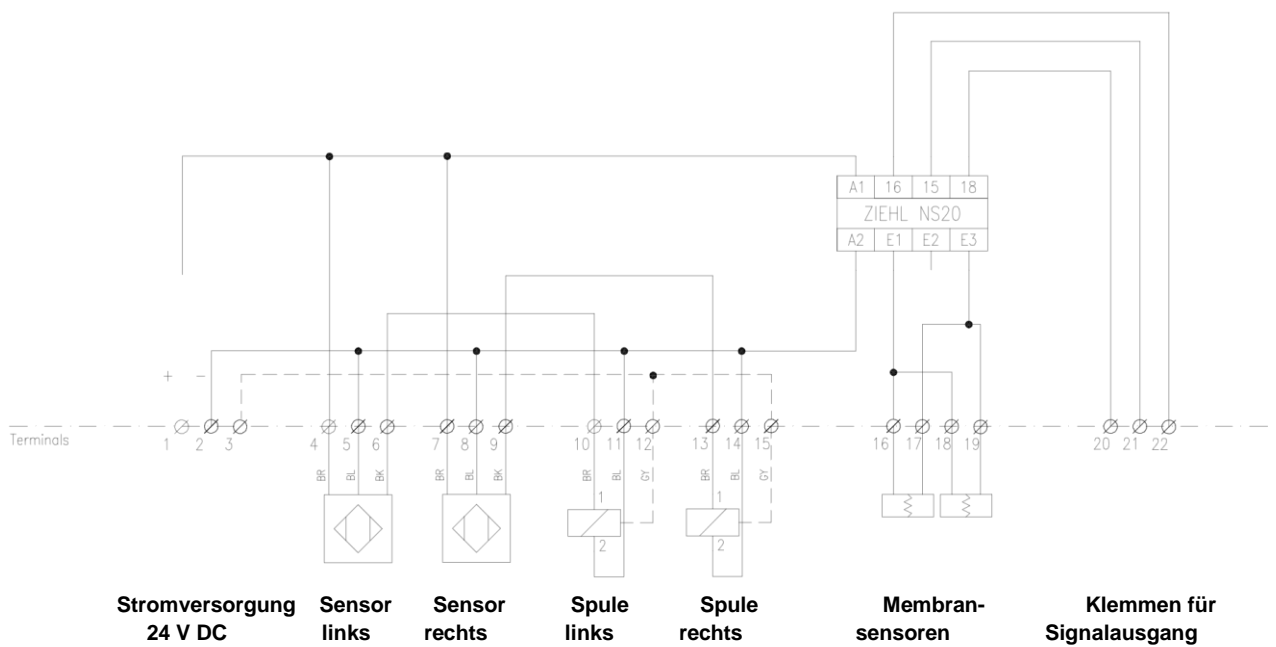 A1 16 15 18
ZIEHL NS20
A2 E1 E2 E3
+ −
Terminals
1 2 3 4 5 6 7 8 9 10 11 12 13 14 15 16 17 18 19 20 21 22
BR BL BK BR BL BK BR BL GY BR BL GY
1 1
2 2
Stromversorgung Sensor Sensor Spule Spule Membran- Klemmen für
24 V DC links rechts links rechts sensoren Signalausgang